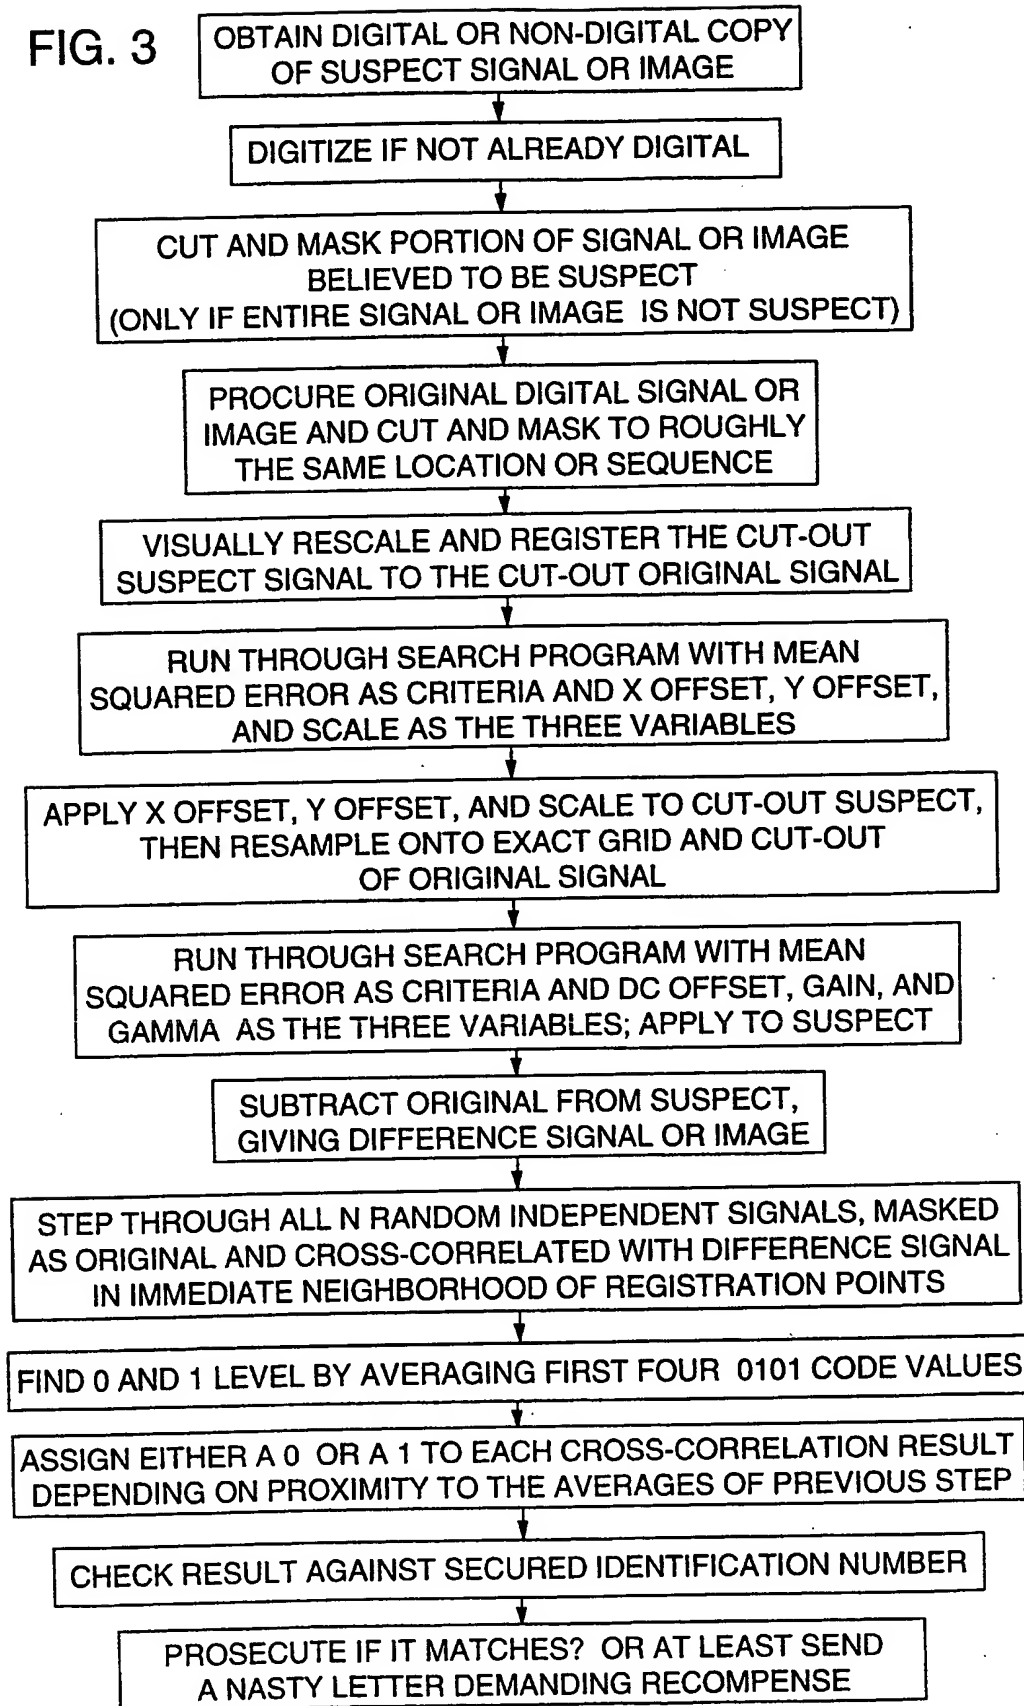 FIG. 3
OBTAIN DIGITAL OR NON-DIGITAL COPY
OF SUSPECT SIGNAL OR IMAGE
DIGITIZE IF NOT ALREADY DIGITAL
CUT AND MASK PORTION OF SIGNAL OR IMAGE
BELIEVED TO BE SUSPECT
(ONLY IF ENTIRE SIGNAL OR IMAGE IS NOT SUSPECT)
PROCURE ORIGINAL DIGITAL SIGNAL OR
IMAGE AND CUT AND MASK TO ROUGHLY
THE SAME LOCATION OR SEQUENCE
VISUALLY RESCALE AND REGISTER THE CUT-OUT
SUSPECT SIGNAL TO THE CUT-OUT ORIGINAL SIGNAL
RUN THROUGH SEARCH PROGRAM WITH MEAN
SQUARED ERROR AS CRITERIA AND X OFFSET, Y OFFSET,
AND SCALE AS THE THREE VARIABLES
APPLY X OFFSET, Y OFFSET, AND SCALE TO CUT-OUT SUSPECT,
THEN RESAMPLE ONTO EXACT GRID AND CUT-OUT
OF ORIGINAL SIGNAL
RUN THROUGH SEARCH PROGRAM WITH MEAN
SQUARED ERROR AS CRITERIA AND DC OFFSET, GAIN, AND
GAMMA AS THE THREE VARIABLES; APPLY TO SUSPECT
SUBTRACT ORIGINAL FROM SUSPECT,
GIVING DIFFERENCE SIGNAL OR IMAGE
STEP THROUGH ALL N RANDOM INDEPENDENT SIGNALS, MASKED
AS ORIGINAL AND CROSS-CORRELATED WITH DIFFERENCE SIGNAL
IN IMMEDIATE NEIGHBORHOOD OF REGISTRATION POINTS
FIND 0 AND 1 LEVEL BY AVERAGING FIRST FOUR 0101 CODE VALUES
ASSIGN EITHER A 0 OR A 1 TO EACH CROSS-CORRELATION RESULT
DEPENDING ON PROXIMITY TO THE AVERAGES OF PREVIOUS STEP
CHECK RESULT AGAINST SECURED IDENTIFICATION NUMBER
PROSECUTE IF IT MATCHES? OR AT LEAST SEND
A NASTY LETTER DEMANDING RECOMPENSE